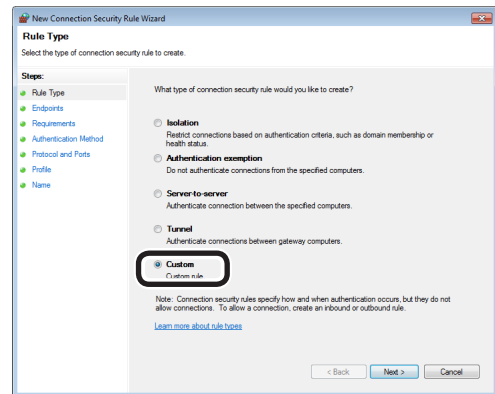 New Connection Security Rule Wizard
Rule Type
Select the type of connection security rule to create.
Steps:
Rule Type
Endpoints
Requirements
Authentication Method
Protocol and Ports
Profile
Name
What type of connection security rule would you like to create?
Isolation
Restrict connections based on authentication criteria, such as domain membership or
health status.
Authentication exemption
Do not authenticate connections from the specified computers.
Server-to-server
Authenticate connection between the specified computers.
Tunnel
Authenticate connections between gateway computers.
Custom
Custom rule
Note: Connection security rules specify how and when authentication occurs, but they do not
allow connections. To allow a connection, create an inbound or outbound rule.
Learn more about rule types
< Back Next > Cancel